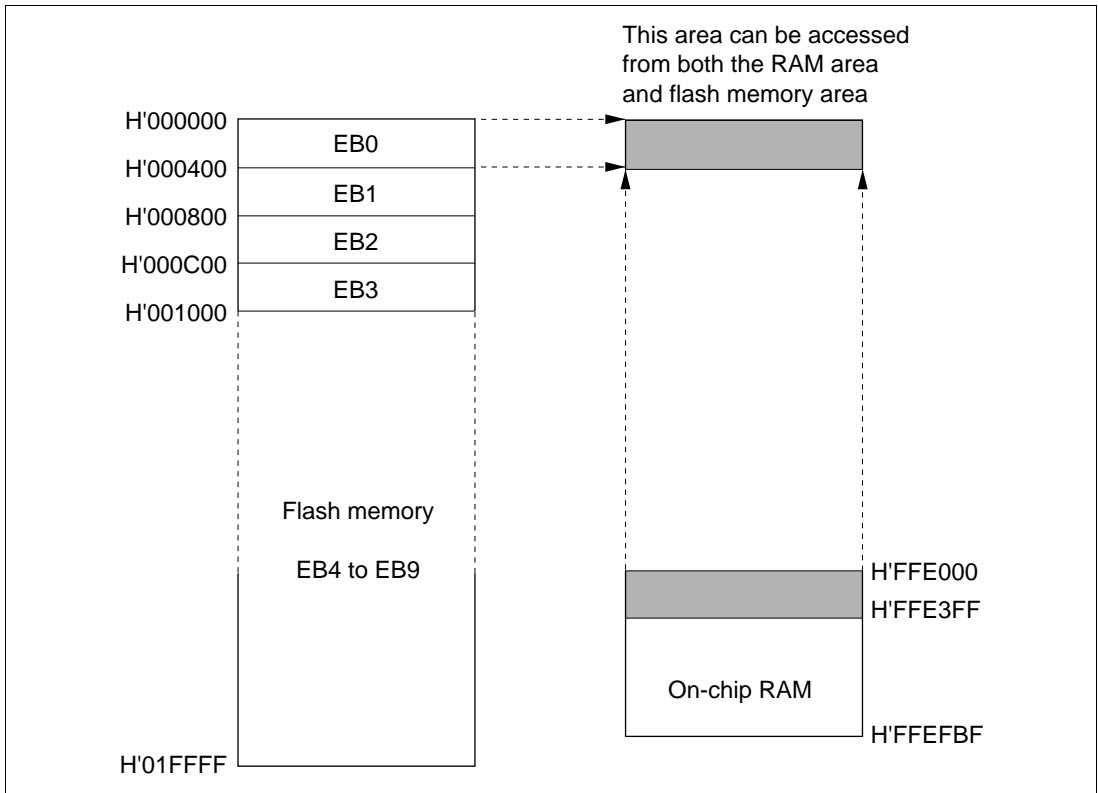 This area can be accessed
from both the RAM area
and flash memory area
H'000000
EB0
H'000400
EB1
H'000800
EB2
H'000C00
EB3
H'001000
Flash memory
EB4 to EB9
H'FFE000
H'FFE3FF
On-chip RAM
H'FFEFBF
H'01FFFF